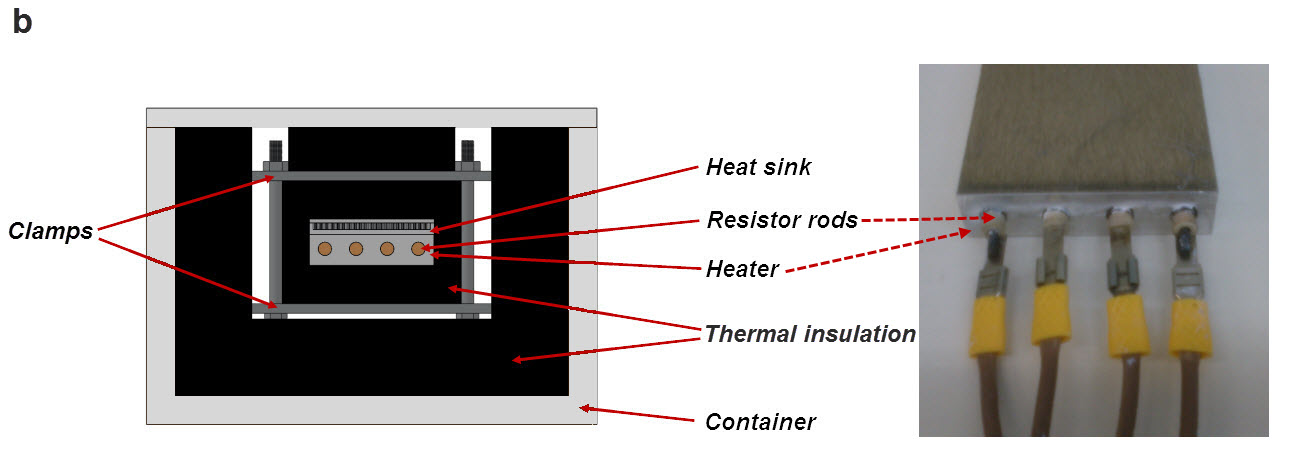 b
Clamps
Heat sink
Resistor rods
Heater
Thermal insulation
Container